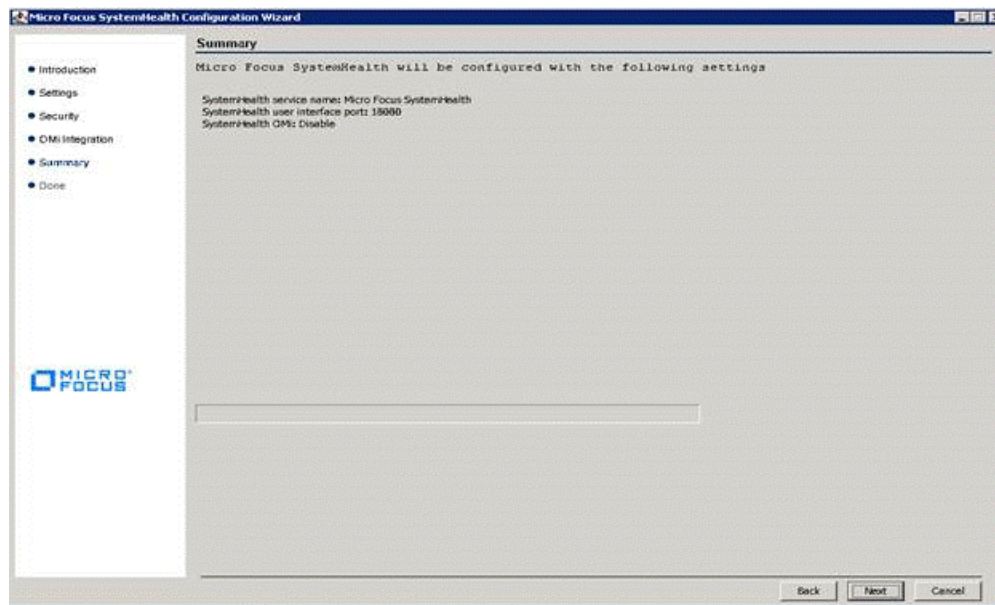 Micro Focus SystemHealth Configuration Wizard
Summary
Micro Focus SystemHealth will be configured with the following settings
Introduction
Settings
Security
OMi Integration
Summary
Done
SystemHealth service name: Micro Focus SystemHealth
SystemHealth user interface port: 18080
SystemHealth OMi: Disable
MICRO
FOCUS
Back Next Cancel